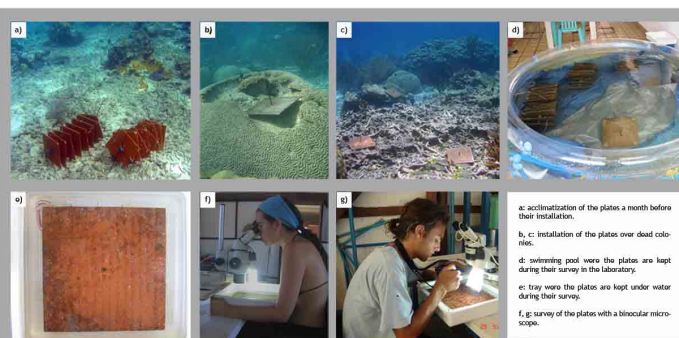 a)
b)
c)
d)
e)
f)
g)
a: acclimatization of the plates a month before
their installation.
b, c: installation of the plates over dead colo-
nies.
d: swimming pool were the plates are kept
during their survey in the laboratory.
e: tray were the plates are kept under water
during their survey.
f, g: survey of the plates with a binocular micro-
scope.